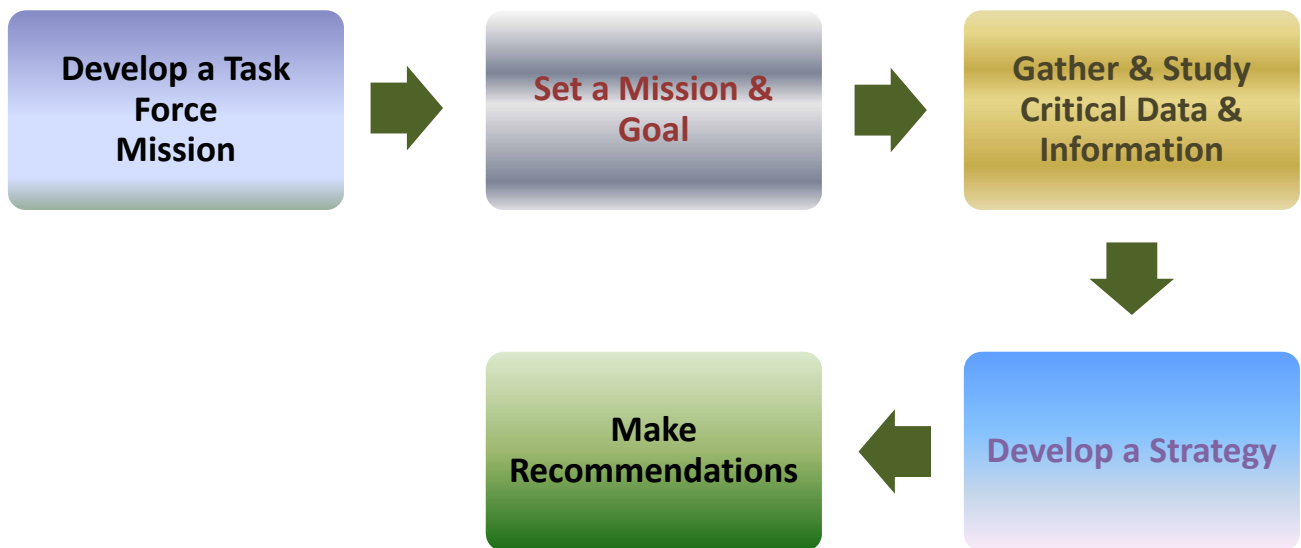 Develop a Task
Force
Mission
Set a Mission &
Goal
Gather & Study
Critical Data &
Information
Develop a Strategy
Make
Recommendations